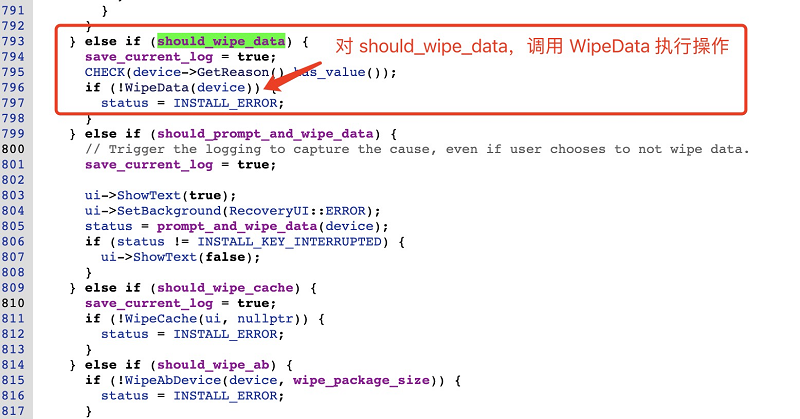 791 }
792 }
793 } else if (should_wipe_data) {
对 should_wipe_data，调用 WipeData 执行操作
794 save_current_log = true;
795 CHECK(device->GetReason().has_value());
796 if (!WipeData(device)) {
797 status = INSTALL_ERROR;
798 }
799 } else if (should_prompt_and_wipe_data) {
800 // Trigger the logging to capture the cause, even if user chooses to not wipe data.
801 save_current_log = true;
802
803 ui->ShowText(true);
804 ui->SetBackground(RecoveryUI::ERROR);
805 status = prompt_and_wipe_data(device);
806 if (status != INSTALL_KEY_INTERRUPTED) {
807 ui->ShowText(false);
808 }
809 } else if (should_wipe_cache) {
810 save_current_log = true;
811 if (!WipeCache(ui, nullptr)) {
812 status = INSTALL_ERROR;
813 }
814 } else if (should_wipe_ab) {
815 if (!WipeAbDevice(device, wipe_package_size)) {
816 status = INSTALL_ERROR;
817 }